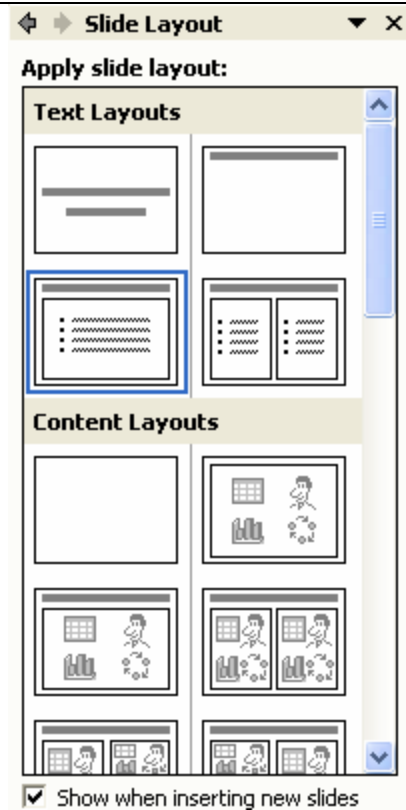 Slide Layout
Apply slide layout:
Text Layouts
Content Layouts
Show when inserting new slides